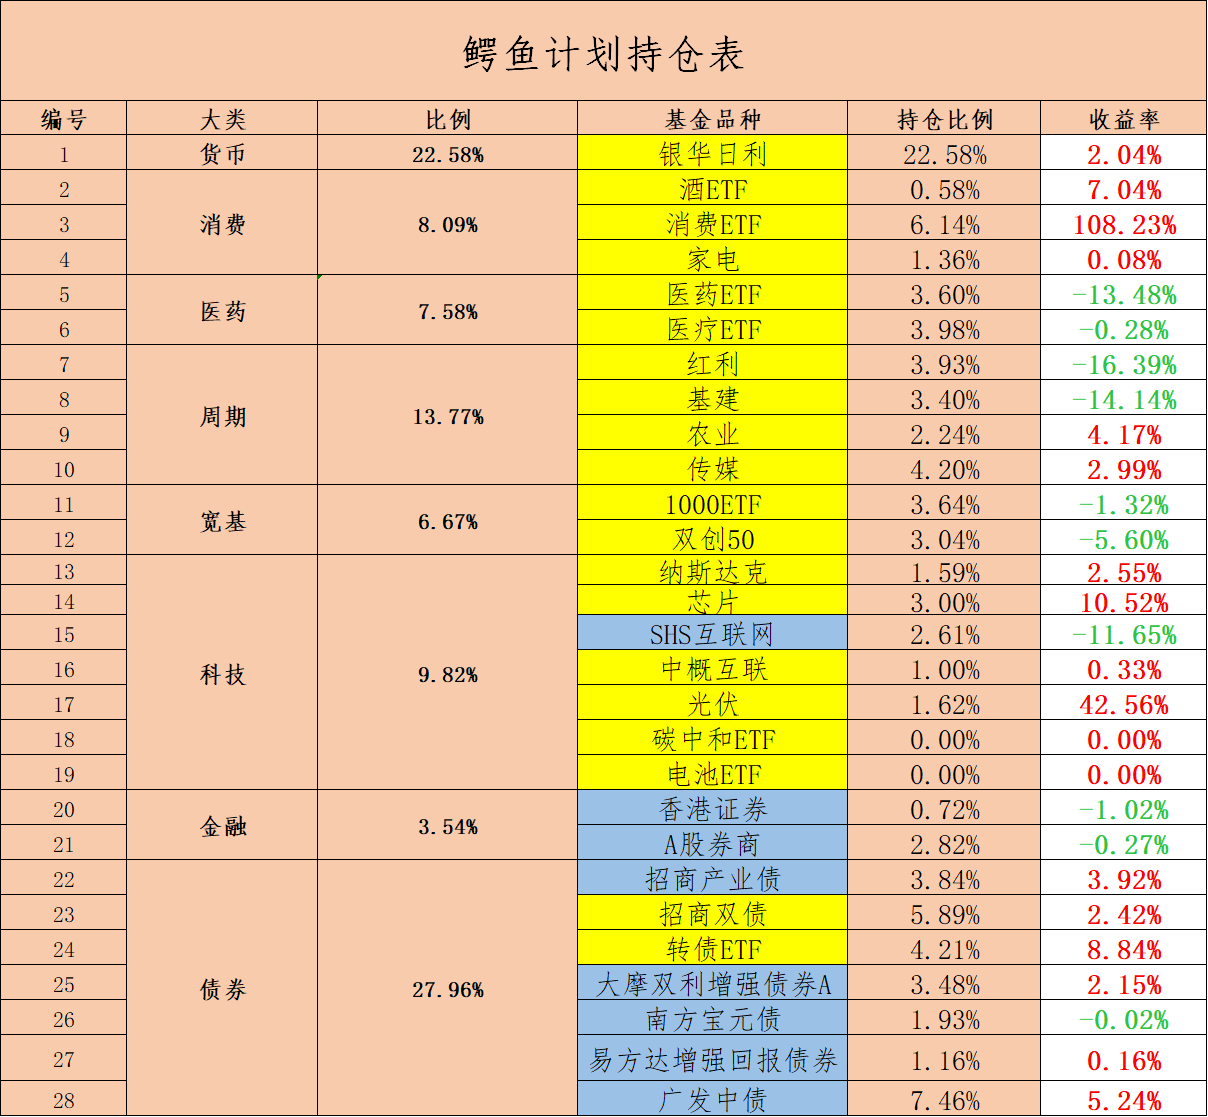 鳄鱼计划持仓表
编号 大类 比例 基金品种 持仓比例 收益率
1 货币 22.58% 银华日利 22.58% 2.04%
2 酒ETF 0.58% 7.04%
3 消费 8.09% 消费ETF 6.14% 108.23%
4 家电 1.36% 0.08%
5 医药ETF 3.60% -13.48%
医药 7.58%
6 医疗ETF 3.98% -0.28%
7 红利 3.93% -16.39%
8 基建 3.40% -14.14%
周期 13.77%
9 农业 2.24% 4.17%
10 传媒 4.20% 2.99%
11 1000ETF 3.64% -1.32%
宽基 6.67%
12 双创50 3.04% -5.60%
13 纳斯达克 1.59% 2.55%
14 芯片 3.00% 10.52%
15 SHS互联网 2.61% -11.65%
16 科技 9.82% 中概互联 1.00% 0.33%
17 光伏 1.62% 42.56%
18 碳中和ETF 0.00% 0.00%
19 电池ETF 0.00% 0.00%
20 香港证券 0.72% -1.02%
金融 3.54%
21 A股券商 2.82% -0.27%
22 招商产业债 3.84% 3.92%
23 招商双债 5.89% 2.42%
24 转债ETF 4.21% 8.84%
25 债券 27.96% 大摩双利增强债券A 3.48% 2.15%
26 南方宝元债 1.93% -0.02%
27 易方达增强回报债券 1.16% 0.16%
28 广发中债 7.46% 5.24%